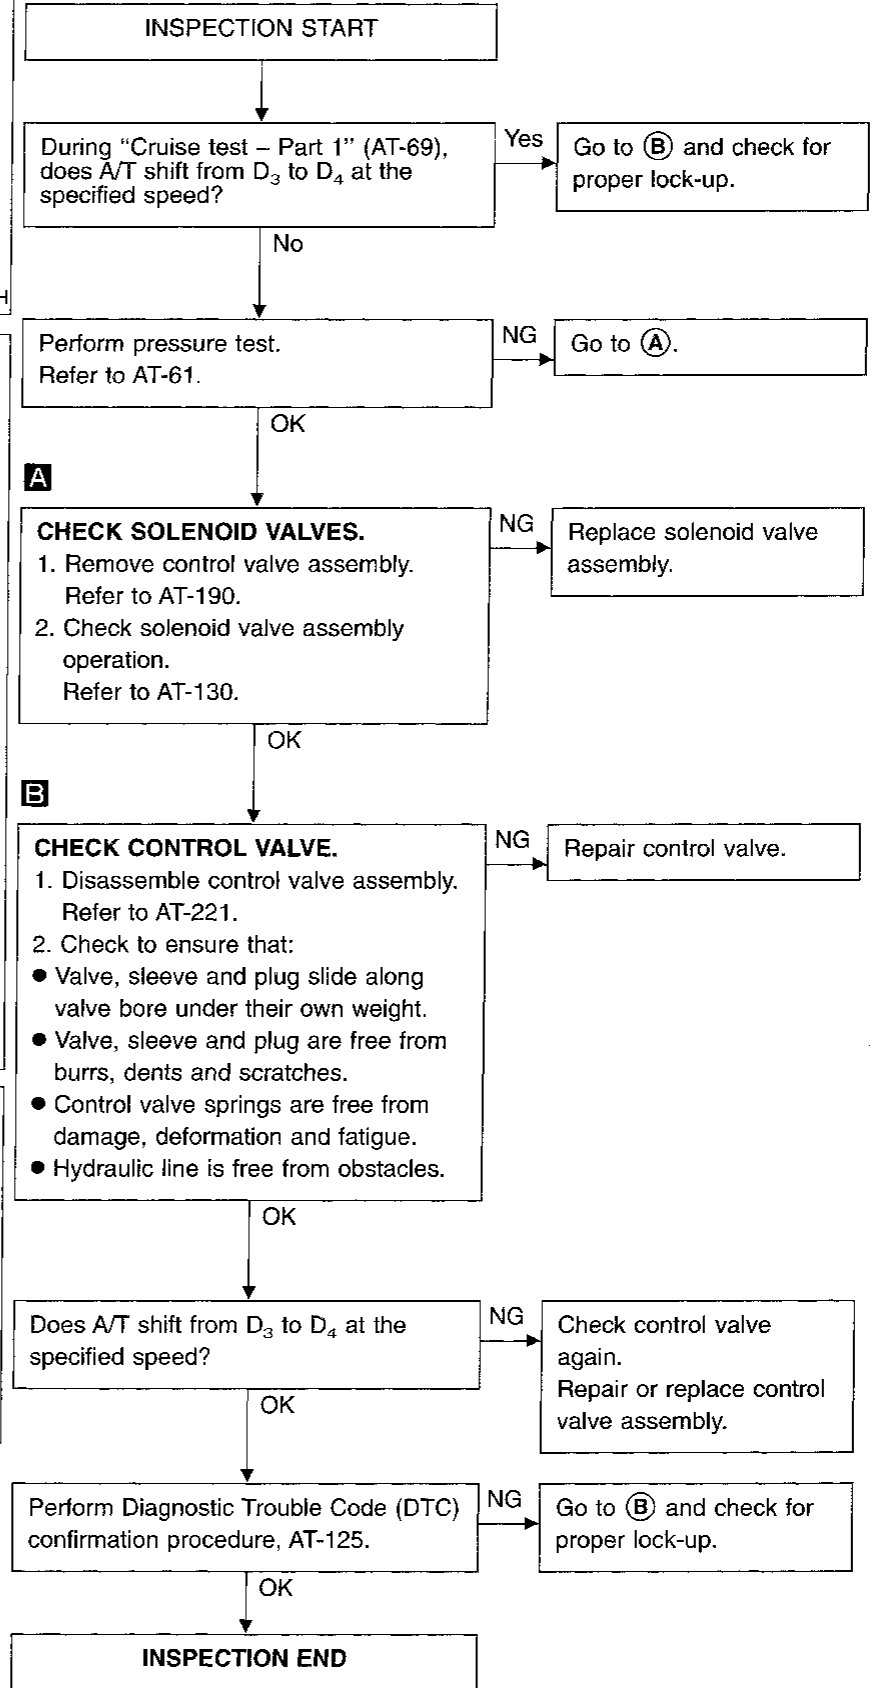 INSPECTION START
During “Cruise test – Part 1” (AT-69),
does A/T shift from D3 to D4 at the
specified speed?
Yes
Go to Ⓑ and check for
proper lock-up.
No
Perform pressure test.
Refer to AT-61.
NG
Go to Ⓐ.
OK
A
CHECK SOLENOID VALVES.
1. Remove control valve assembly.
Refer to AT-190.
2. Check solenoid valve assembly
operation.
Refer to AT-130.
NG
Replace solenoid valve
assembly.
OK
B
CHECK CONTROL VALVE.
1. Disassemble control valve assembly.
Refer to AT-221.
2. Check to ensure that:
● Valve, sleeve and plug slide along
valve bore under their own weight.
● Valve, sleeve and plug are free from
burrs, dents and scratches.
● Control valve springs are free from
damage, deformation and fatigue.
● Hydraulic line is free from obstacles.
NG
Repair control valve.
OK
Does A/T shift from D3 to D4 at the
specified speed?
NG
Check control valve
again.
Repair or replace control
valve assembly.
OK
Perform Diagnostic Trouble Code (DTC)
confirmation procedure, AT-125.
NG
Go to Ⓑ and check for
proper lock-up.
OK
INSPECTION END